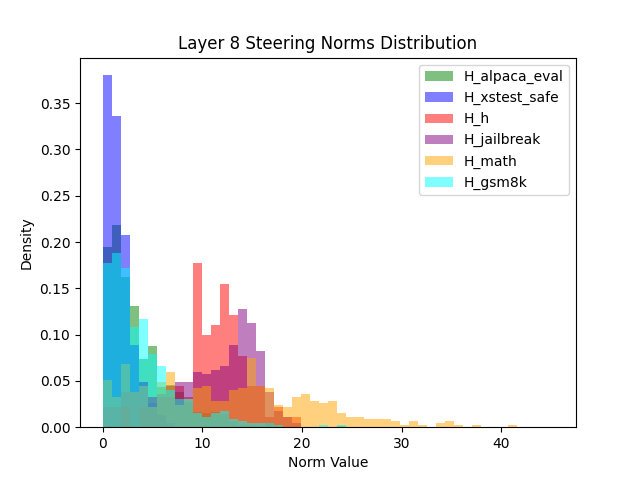 Layer 8 Steering Norms Distribution
H_alpaca_eval
H_xstest_safe
H_h
H_jailbreak
H_math
H_gsm8k
Density
0.35
0.30
0.25
0.20
0.15
0.10
0.05
0.00
0 10 20 30 40
Norm Value